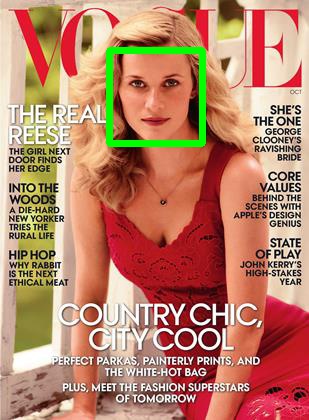 VOGUE
OCT
THE REAL
REESE
THE GIRL NEXT
DOOR FINDS
HER EDGE
INTO THE
WOODS
A DIE-HARD
NEW YORKER
TRIES THE
RURAL LIFE
HIP HOP
WHY RABBIT
IS THE NEXT
ETHICAL MEAT
SHE'S
THE ONE
GEORGE
CLOONEY'S
RAVISHING
BRIDE
CORE
VALUES
BEHIND THE
SCENES WITH
APPLE'S DESIGN
GENIUS
STATE
OF PLAY
JOHN KERRY'S
HIGH-STAKES
YEAR
COUNTRY CHIC,
CITY COOL
PERFECT PARKAS, PAINTERLY PRINTS, AND
THE WHITE-HOT BAG
PLUS, MEET THE FASHION SUPERSTARS
OF TOMORROW